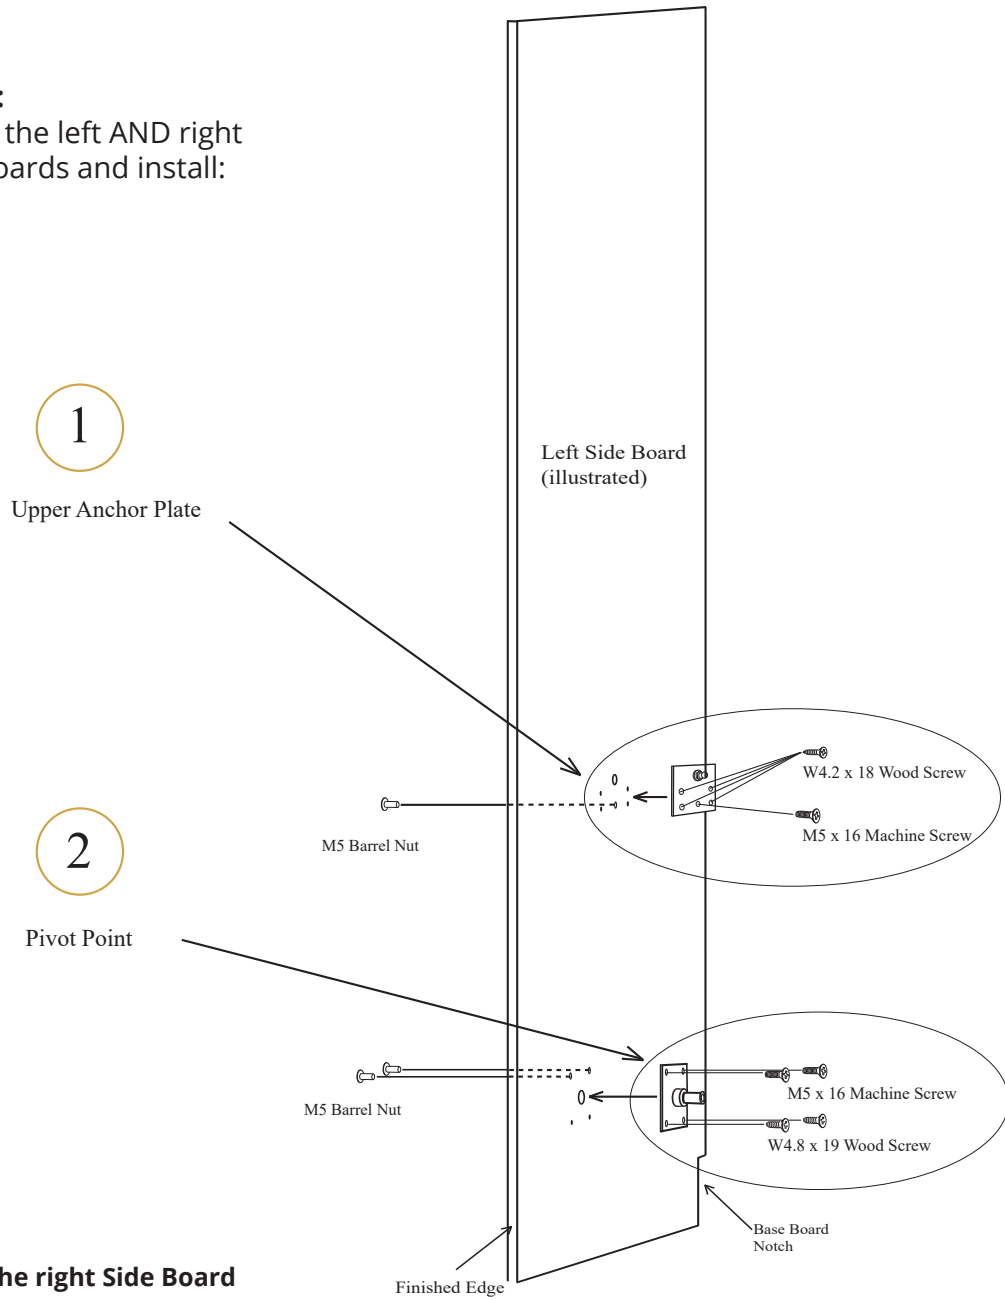 :
the left AND right
and install:
1
Upper Anchor Plate
Left Side Board
(illustrated)
W4.2 x 18 Wood Screw
M5 x 16 Machine Screw
M5 Barrel Nut
2
Pivot Point
M5 x 16 Machine Screw
M5 Barrel Nut
W4.8 x 19 Wood Screw
Base Board
Notch
he right Side Board
Finished Edge